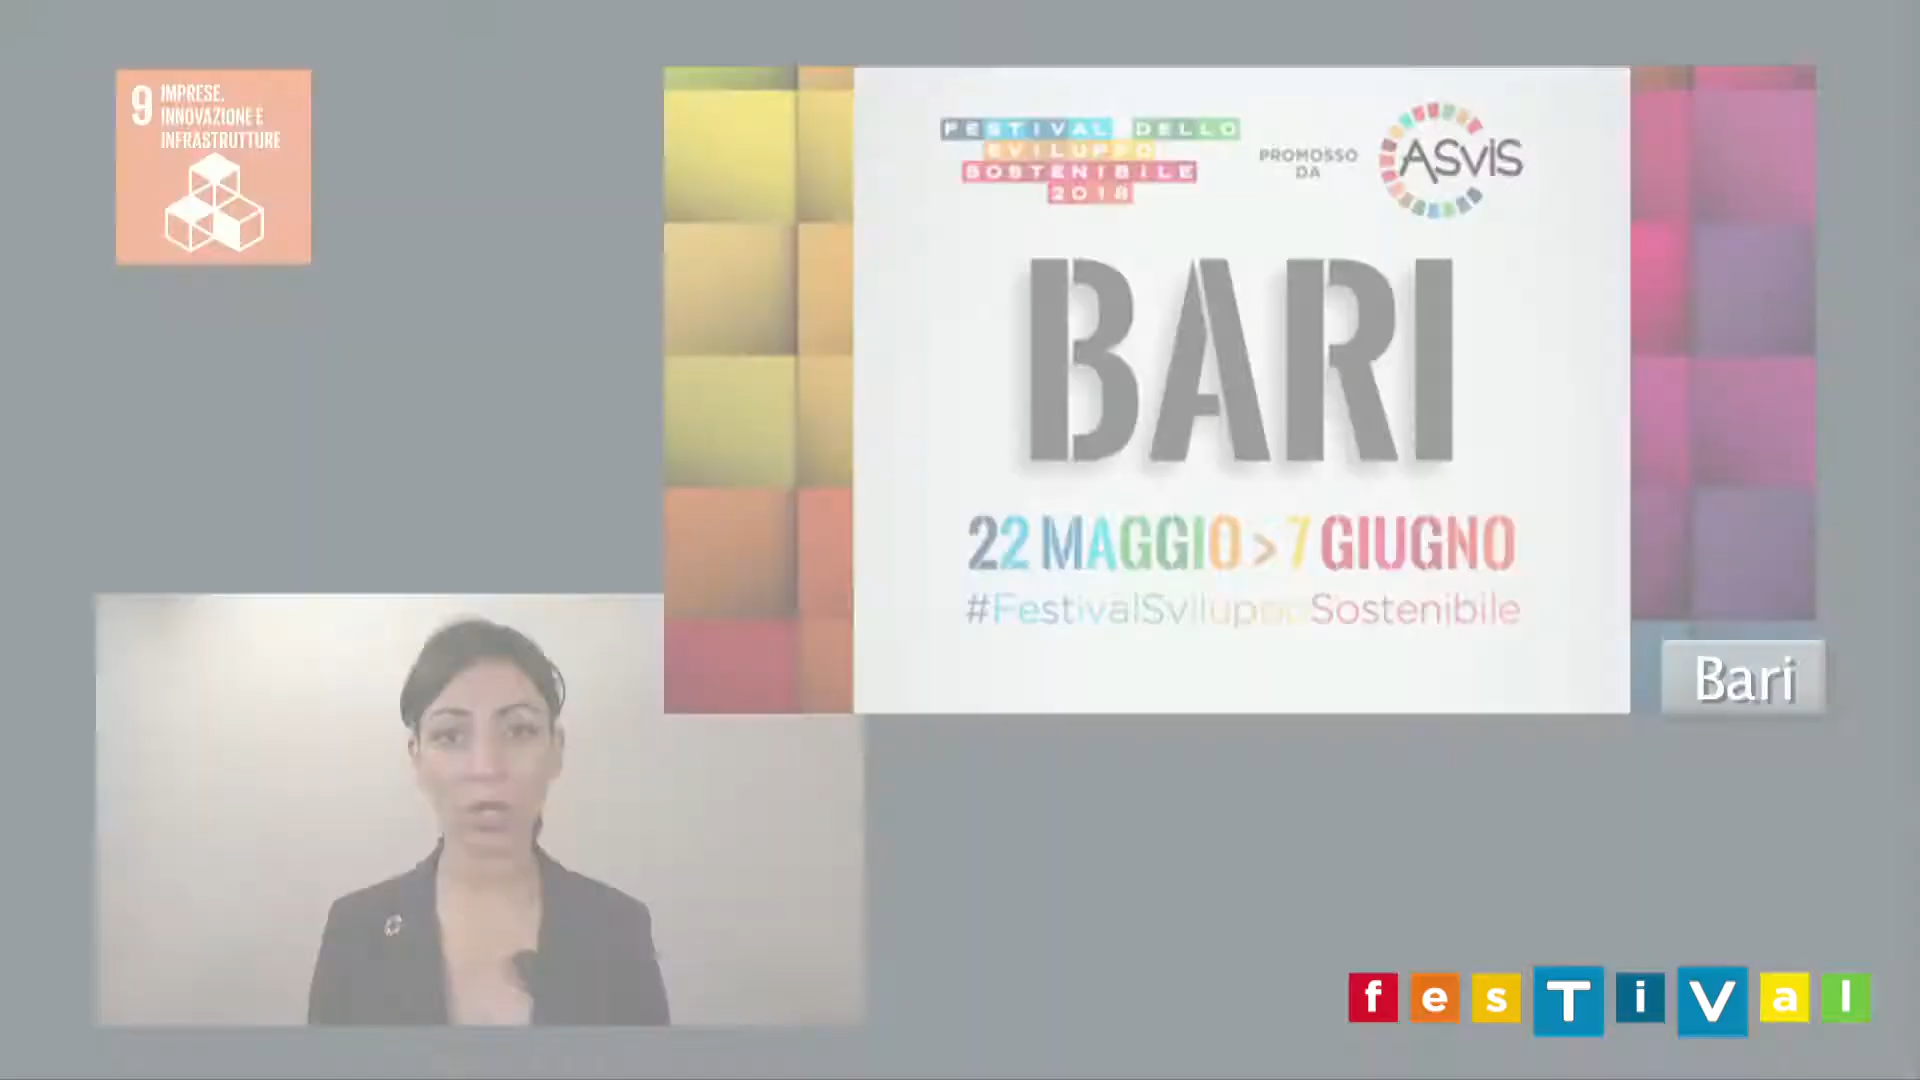 9 IMPRESE,
INNOVAZIONE E
INFRASTRUTTURE
FESTIVAL DELLO
SVILUPPO
SOSTENIBILE
2018
PROMOSSO
DA
ASviS
BARI
22 MAGGIO > 7 GIUGNO
#FestivalSviluppoSostenibile
Bari
fesTiVal